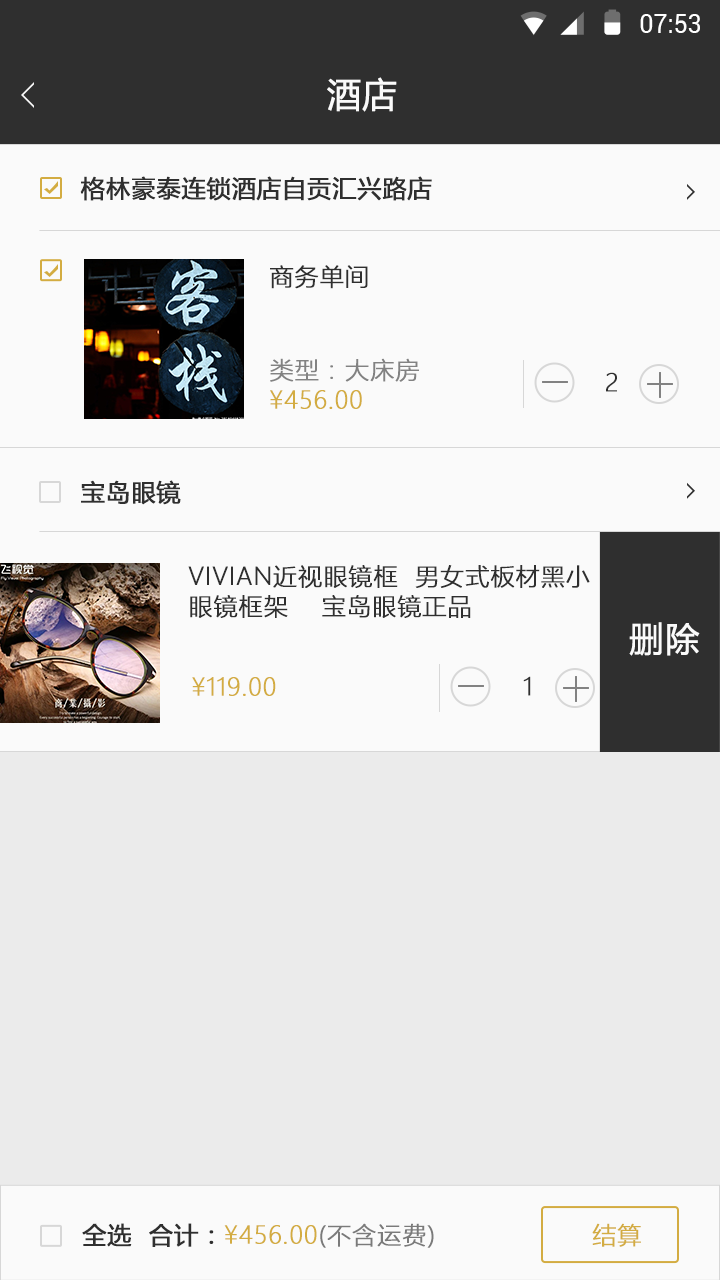 07:53
酒店
格林豪泰连锁酒店自贡汇兴路店
客栈
商务单间
类型：大床房
¥456.00
2
宝岛眼镜
飞视觉
Fly Visual Photography
商/業/摄/影
VIVIAN近视眼镜框 男女式板材黑小
眼镜框架 宝岛眼镜正品
¥119.00
1
删除
全选 合计：¥456.00(不含运费)
结算